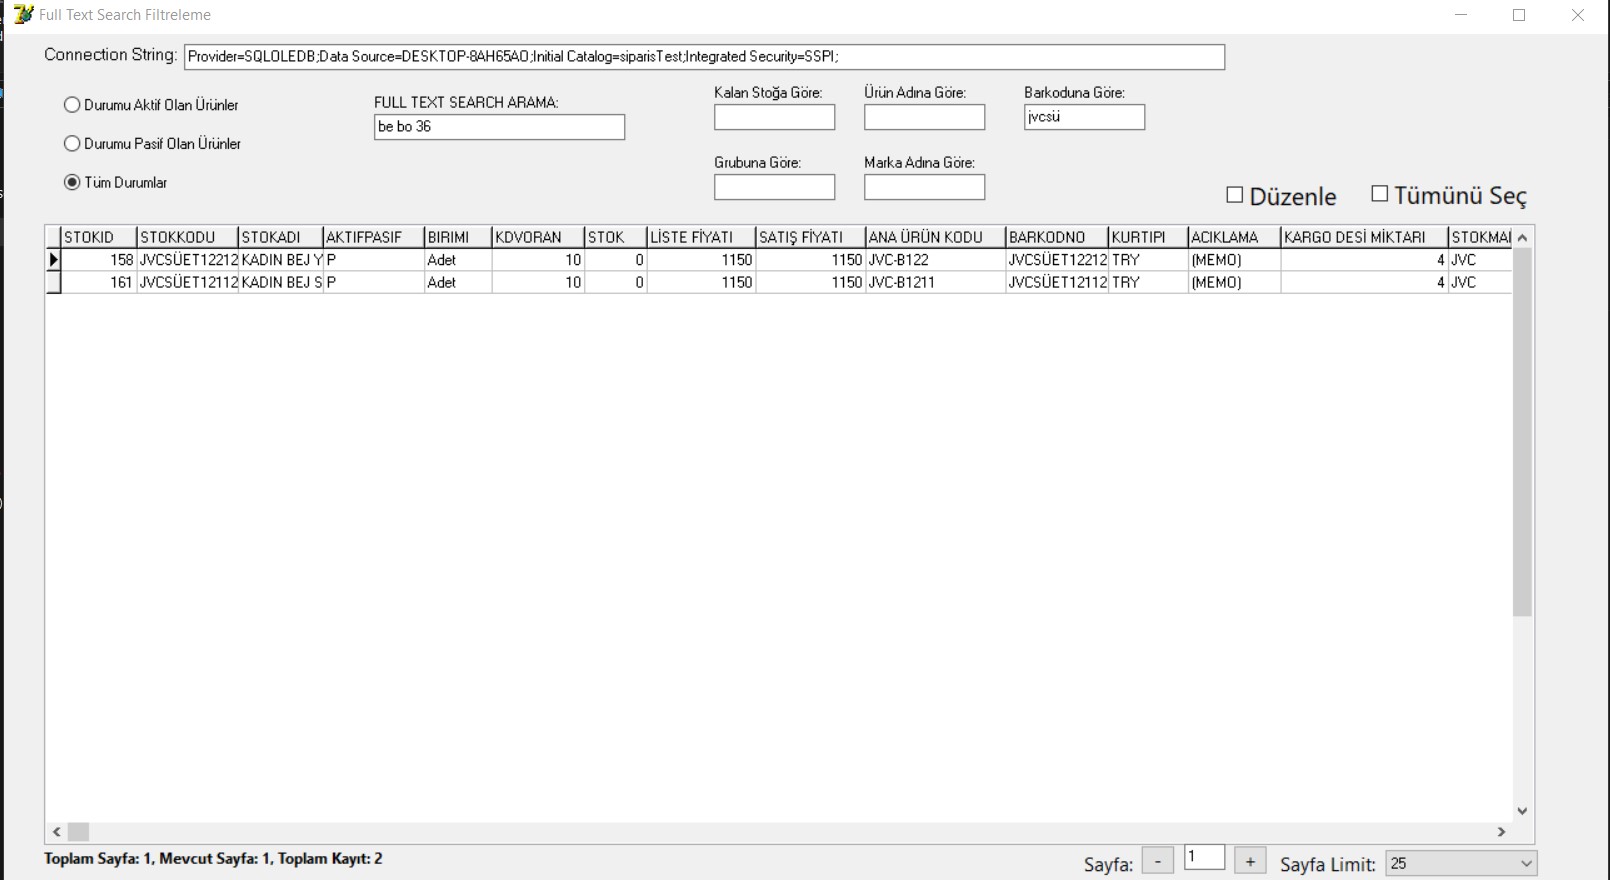 Full Text Search Filtreleme
Connection String: Provider=SQLOLEDB;Data Source=DESKTOP-8AH65AO;Initial Catalog=siparisTest;Integrated Security=SSPI;
Durumu Aktif Olan Ürünler
Durumu Pasif Olan Ürünler
Tüm Durumlar
FULL TEXT SEARCH ARAMA:
be bo 36
Kalan Stoğa Göre: Ürün Adına Göre: Barkoduna Göre:
jvcsü
Grubuna Göre: Marka Adına Göre:
Düzenle Tümünü Seç
STOKID STOKKODU STOKADI AKTIFPASIF BIRIMI KDVORAN STOK LİSTE FİYATI SATIŞ FİYATI ANA ÜRÜN KODU BARKODNO KURTIPI ACIKLAMA KARGO DESİ MİKTARI STOKMAI
158 JVCSÜET12212 KADIN BEJ Y P Adet 10 0 1150 1150 JVC-B122 JVCSÜET12212 TRY (MEMO) 4 JVC
161 JVCSÜET12112 KADIN BEJ S P Adet 10 0 1150 1150 JVC-B1211 JVCSÜET12112 TRY (MEMO) 4 JVC
Toplam Sayfa: 1, Mevcut Sayfa: 1, Toplam Kayıt: 2
Sayfa: - 1 + Sayfa Limit: 25